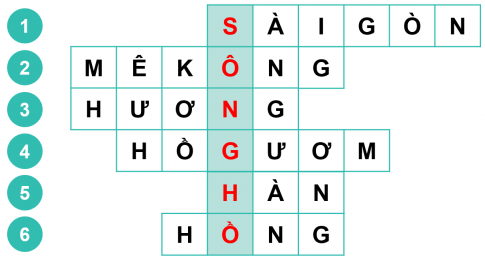 1 S À I G Ò N
2 M Ê K Ô N G
3 H Ư Ơ N G
4 H Ồ G Ư Ơ M
5 H À N
6 H Ồ N G